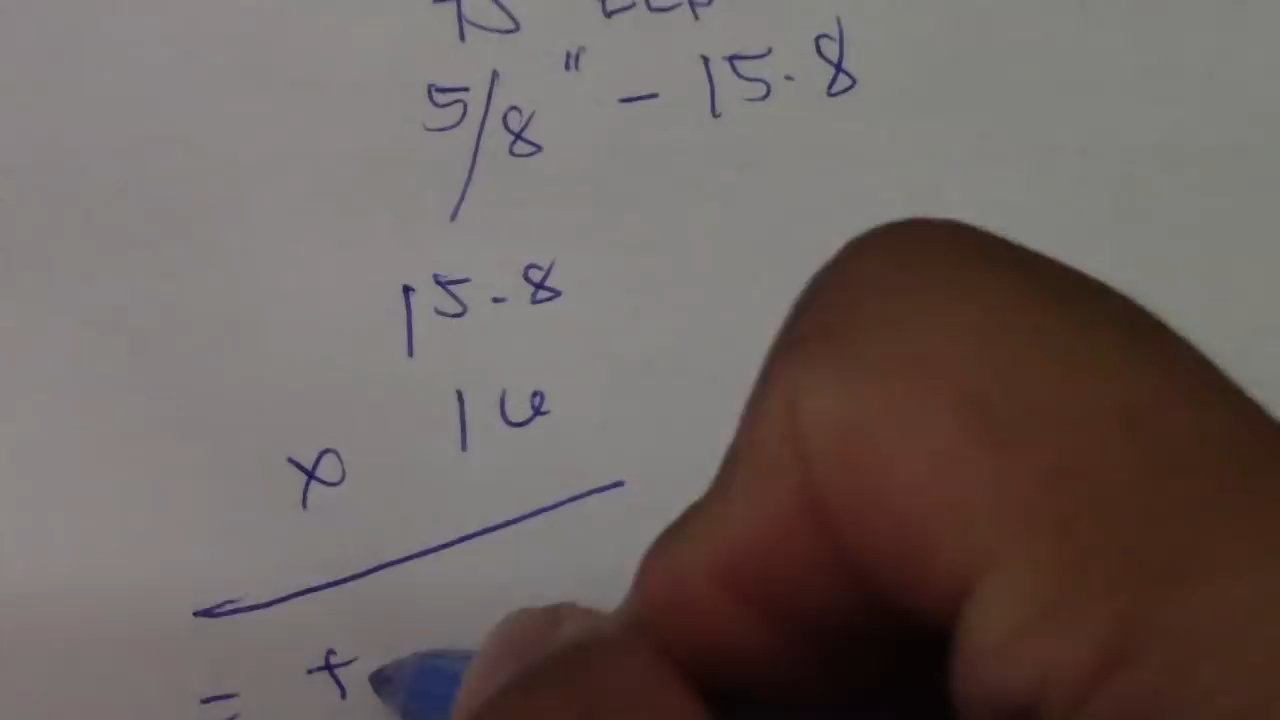 5/8" - 15.8
15.8
16
x
= +